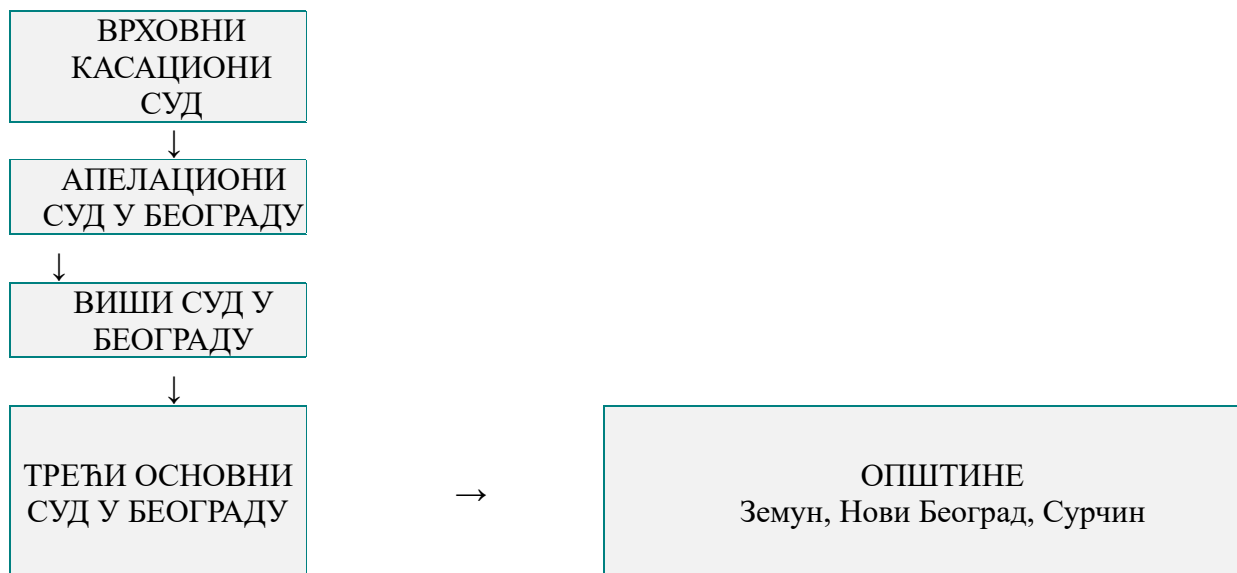 ВРХОВНИ
КАСАЦИОНИ
СУД
↓
АПЕЛАЦИОНИ
СУД У БЕОГРАДУ
↓
ВИШИ СУД У
БЕОГРАДУ
↓
ТРЕЋИ ОСНОВНИ
СУД У БЕОГРАДУ
→
ОПШТИНЕ
Земун, Нови Београд, Сурчин